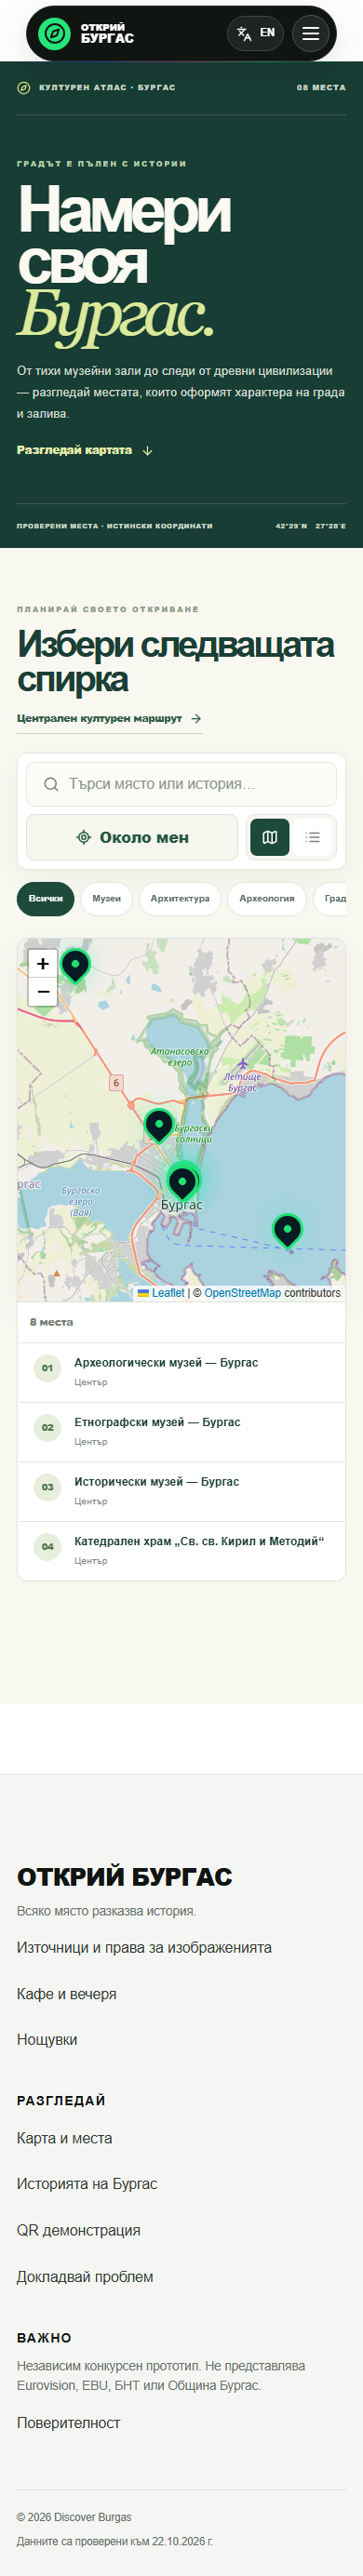 ОТКРИЙ
БУРГАС
EN
КУЛТУРЕН АТЛАС · БУРГАС
08 МЕСТА
ГРАДЪТ Е ПЪЛЕН С ИСТОРИИ
Намери
своя
Бургас.
От тихи музейни зали до следи от древни цивилизации
— разгледай местата, които оформят характера на града
и залива.
Разгледай картата ↓
ПРОВЕРЕНИ МЕСТА · ИСТИНСКИ КООРДИНАТИ
42°29′N 27°28′E
ПЛАНИРАЙ СВОЕТО ОТКРИВАНЕ
Избери следващата
спирка
Централен културен маршрут →
Търси място или история...
Около мен
Всички
Музеи
Архитектура
Археология
Град
+
−
Атанасовско
езеро
Летище
Бургас
6
Бургаски
солници
ргас
Бургаско
езеро
(Вая)
Бургас
Leaflet | © OpenStreetMap contributors
8 места
01
Археологически музей — Бургас
Център
02
Етнографски музей — Бургас
Център
03
Исторически музей — Бургас
Център
04
Катедрален храм „Св. св. Кирил и Методий“
Център
ОТКРИЙ БУРГАС
Всяко място разказва история.
Източници и права за изображенията
Кафе и вечеря
Нощувки
РАЗГЛЕДАЙ
Карта и места
Историята на Бургас
QR демонстрация
Докладвай проблем
ВАЖНО
Независим конкурсен прототип. Не представлява
Eurovision, EBU, БНТ или Община Бургас.
Поверителност
© 2026 Discover Burgas
Данните са проверени към 22.10.2026 г.